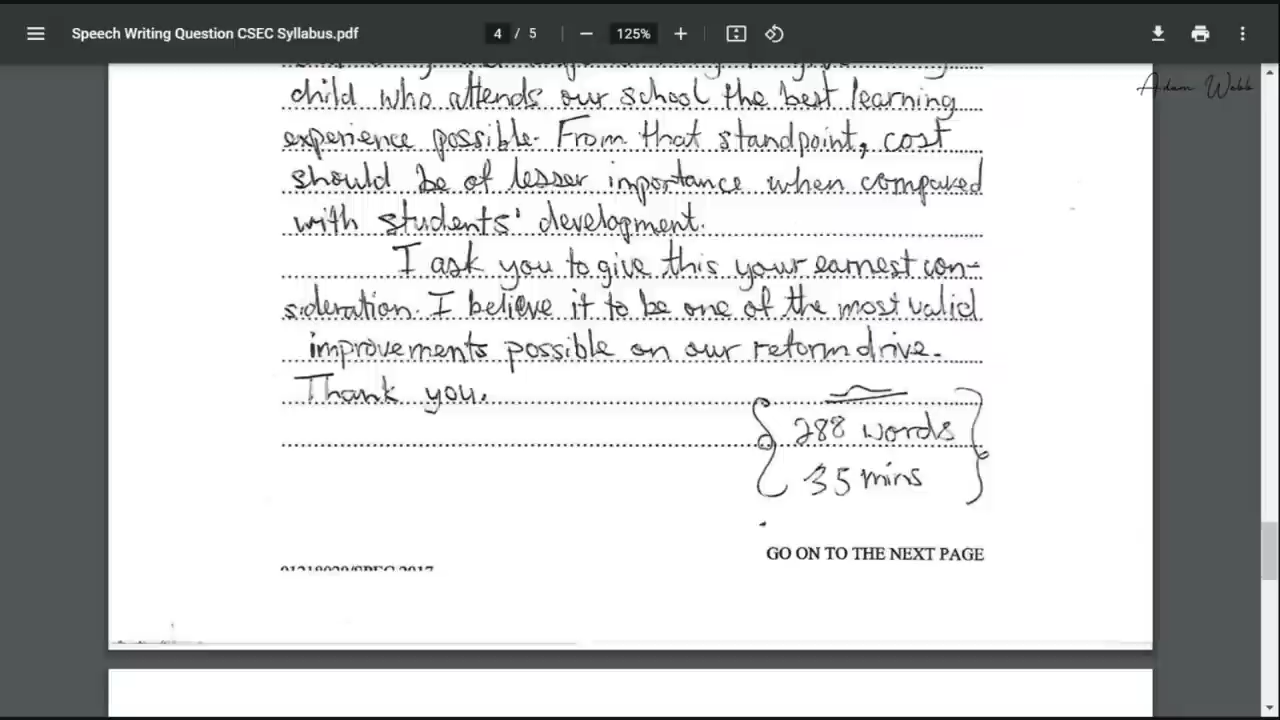 Speech Writing Question CSEC Syllabus.pdf
4 / 5
125%
Adam Webb
child who attends our school the best learning
experience possible. From that standpoint, cost
should be of lesser importance when compared
with students' development.
I ask you to give this your earnest con-
sideration. I believe it to be one of the most valid
improvements possible on our reform drive.
Thank you.
288 words
35 mins
GO ON TO THE NEXT PAGE
01218020/SPEC 2017